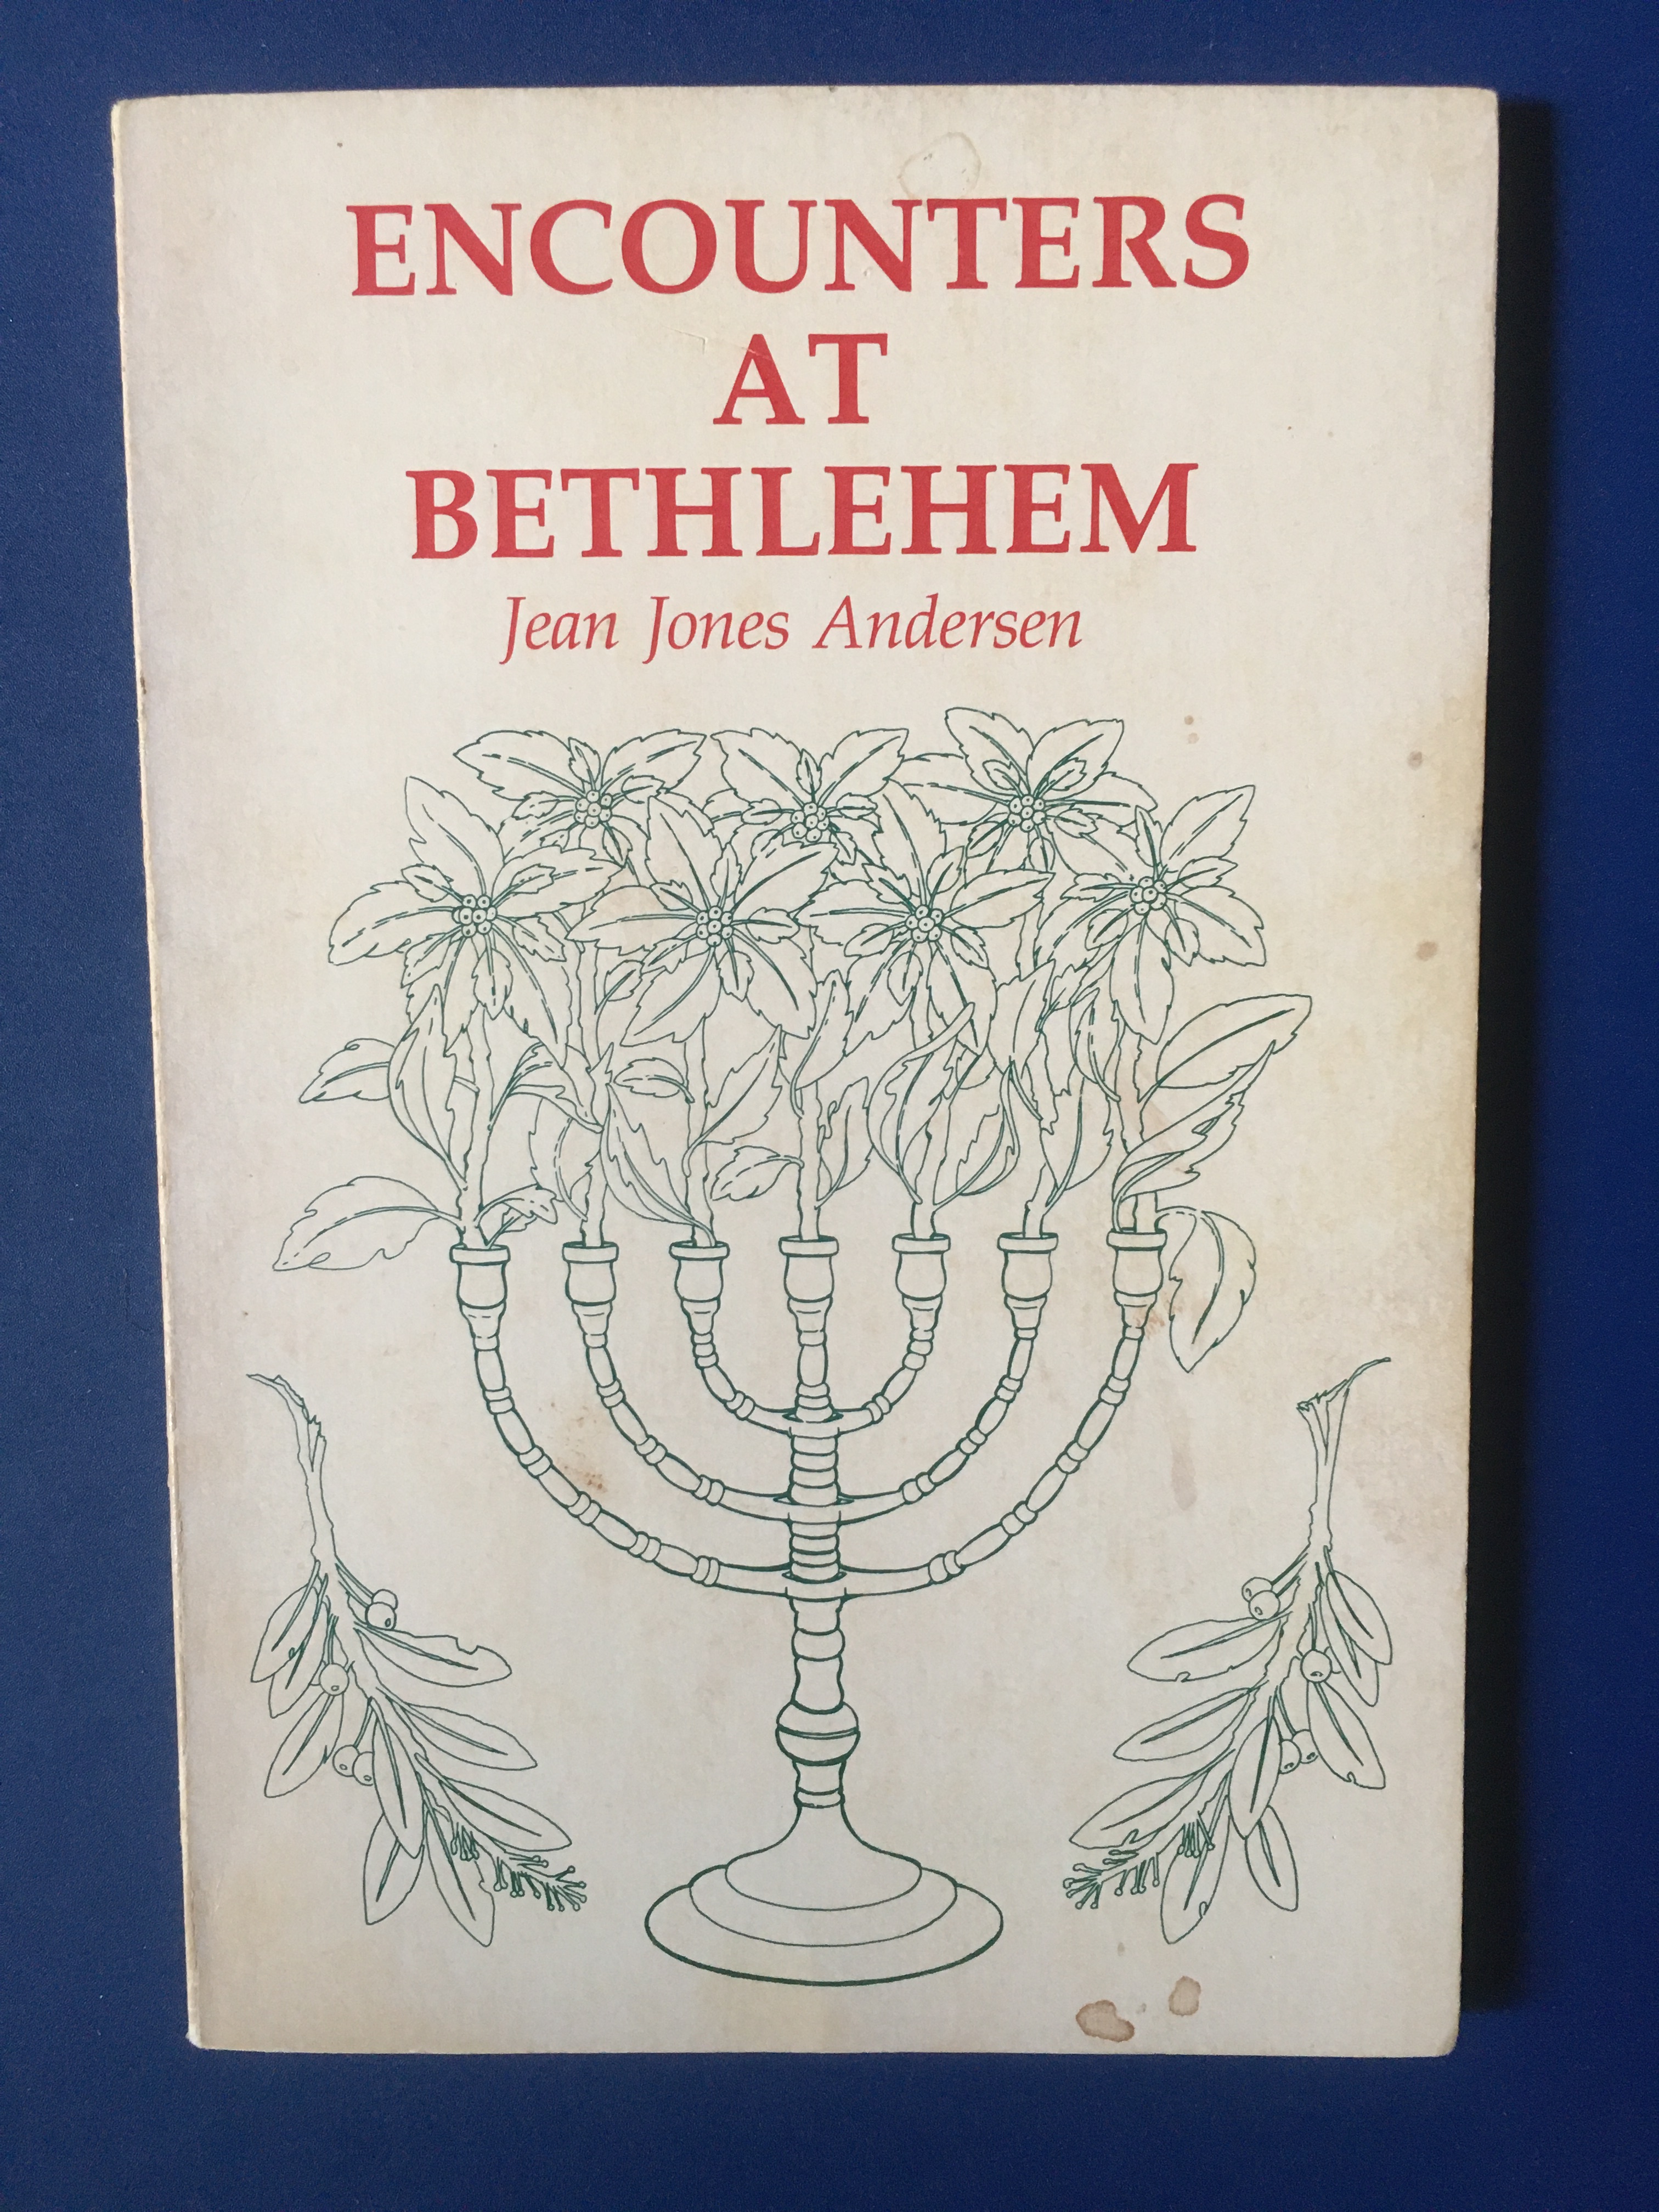 ENCOUNTERS
AT
BETHLEHEM
Jean Jones Andersen